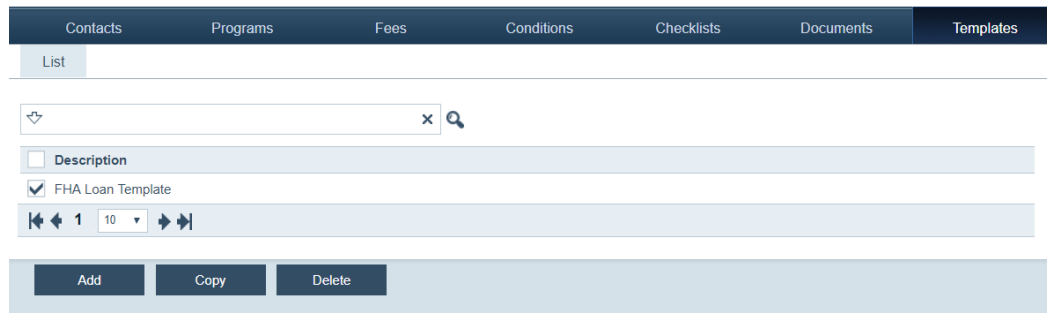 Contacts Programs Fees Conditions Checklists Documents Templates
List
Description
FHA Loan Template
1 10
Add Copy Delete